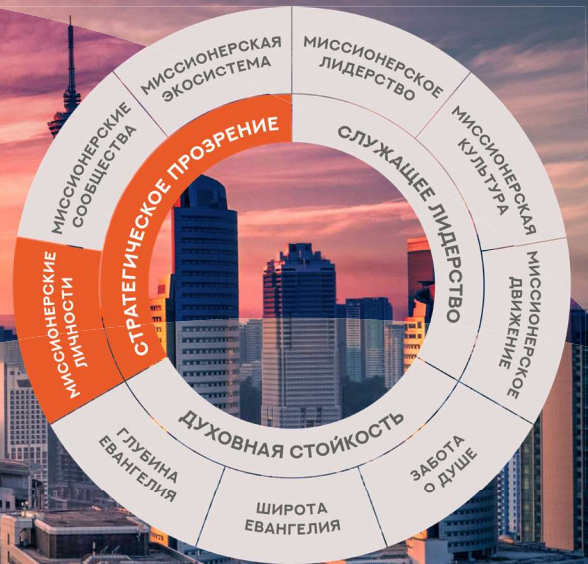 МИССИОНЕРСКАЯ
ЭКОСИСТЕМА
МИССИОНЕРСКОЕ
ЛИДЕРСТВО
МИССИОНЕРСКАЯ
КУЛЬТУРА
МИССИОНЕРСКОЕ
ДВИЖЕНИЕ
ЗАБОТА
О ДУШЕ
ШИРОТА
ЕВАНГЕЛИЯ
ГЛУБИНА
ЕВАНГЕЛИЯ
МИССИОНЕРСКИЕ
ЛИЧНОСТИ
МИССИОНЕРСКИЕ
СООБЩЕСТВА
СТРАТЕГИЧЕСКОЕ ПРОЗРЕНИЕ
СЛУЖАЩЕЕ ЛИДЕРСТВО
ДУХОВНАЯ СТОЙКОСТЬ